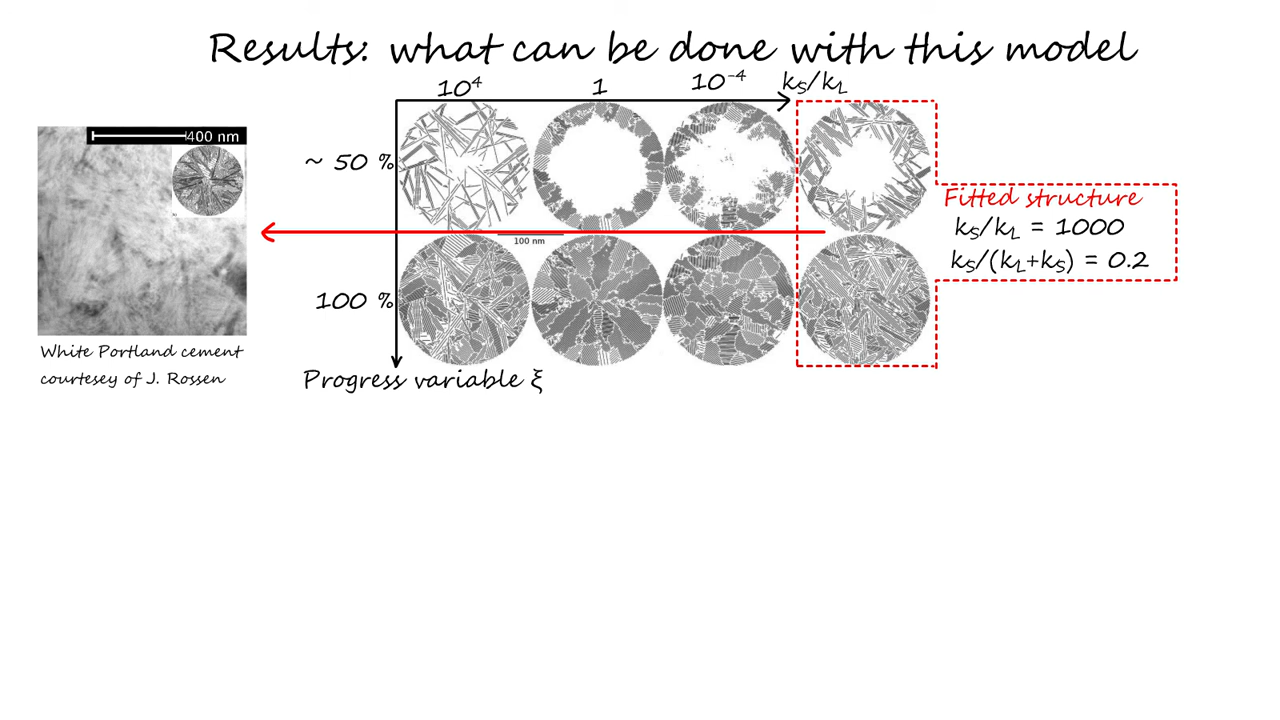 Results: what can be done with this model
10⁴ 1 10⁻⁴ kS/kL
400 nm
~ 50 %
Fitted structure
kS/kL = 1000
kS/(kL+kS) = 0.2
100 nm
100 %
White Portland cement
courtesey of J. Rossen
Progress variable ξ